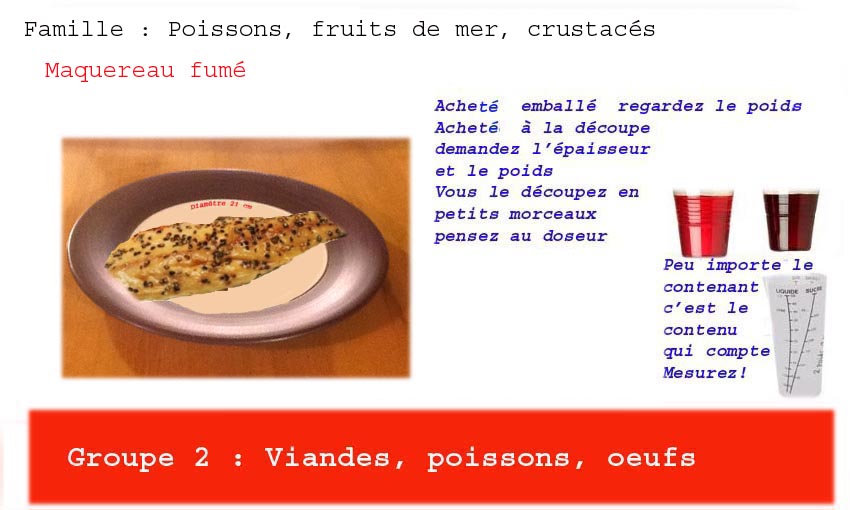 Famille : Poissons, fruits de mer, crustacés
Maquereau fumé
Acheté emballé regardez le poids
Acheté à la découpe
demandez l'épaisseur
et le poids
Vous le découpez en
petits morceaux
pensez au doseur
Diamètre 21 cm
Peu importe le
contenant
c'est le
contenu
qui compte
Mesurez!
LIQUIDE SUCRE
Groupe 2 : Viandes, poissons, oeufs